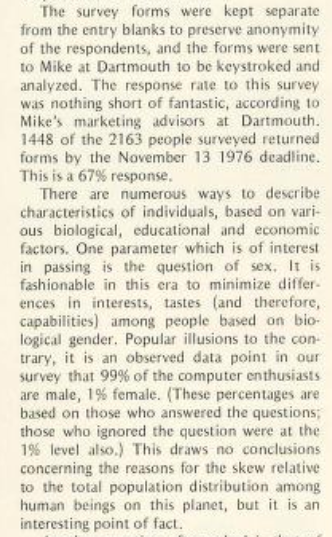 The survey forms were kept separate
from the entry blanks to preserve anonymity
of the respondents, and the forms were sent
to Mike at Dartmouth to be keystroked and
analyzed. The response rate to this survey
was nothing short of fantastic, according to
Mike's marketing advisors at Dartmouth.
1448 of the 2163 people surveyed returned
forms by the November 13 1976 deadline.
This is a 67% response.
There are numerous ways to describe
characteristics of individuals, based on vari-
ous biological, educational and economic
factors. One parameter which is of interest
in passing is the question of sex. It is
fashionable in this era to minimize differ-
ences in interests, tastes (and therefore,
capabilities) among people based on bio-
logical gender. Popular illusions to the con-
trary, it is an observed data point in our
survey that 99% of the computer enthusiasts
are male, 1% female. (These percentages are
based on those who answered the questions;
those who ignored the question were at the
1% level also.) This draws no conclusions
concerning the reasons for the skew relative
to the total population distribution among
human beings on this planet, but it is an
interesting point of fact.